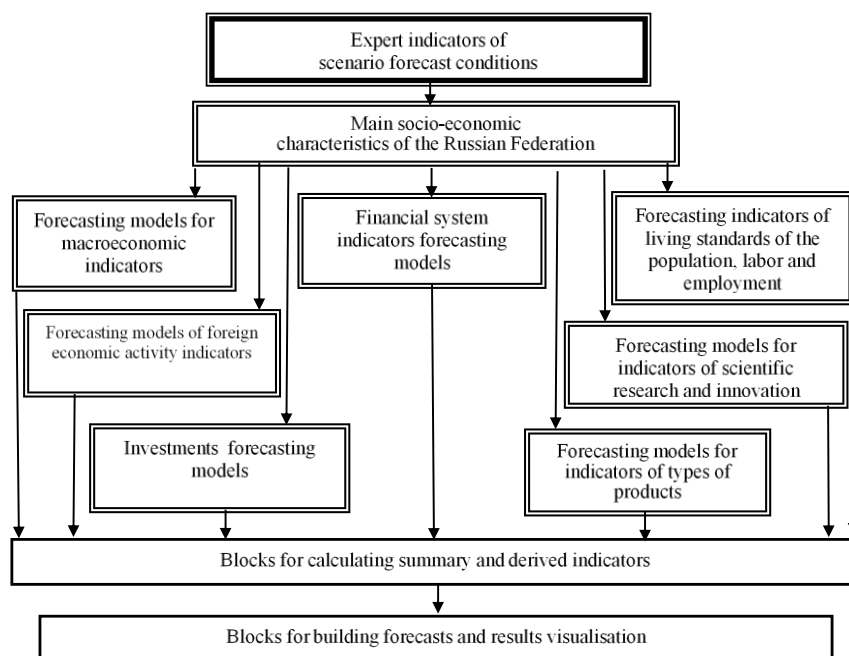 Expert indicators of
scenario forecast conditions
Main socio-economic
characteristics of the Russian Federation
Forecasting models for
macroeconomic
indicators
Financial system
indicators forecasting
models
Forecasting indicators of
living standards of the
population, labor and
employment
Forecasting models of foreign
economic activity indicators
Forecasting models for
indicators of scientific
research and innovation
Investments forecasting
models
Forecasting models for
indicators of types of
products
Blocks for calculating summary and derived indicators
Blocks for building forecasts and results visualisation